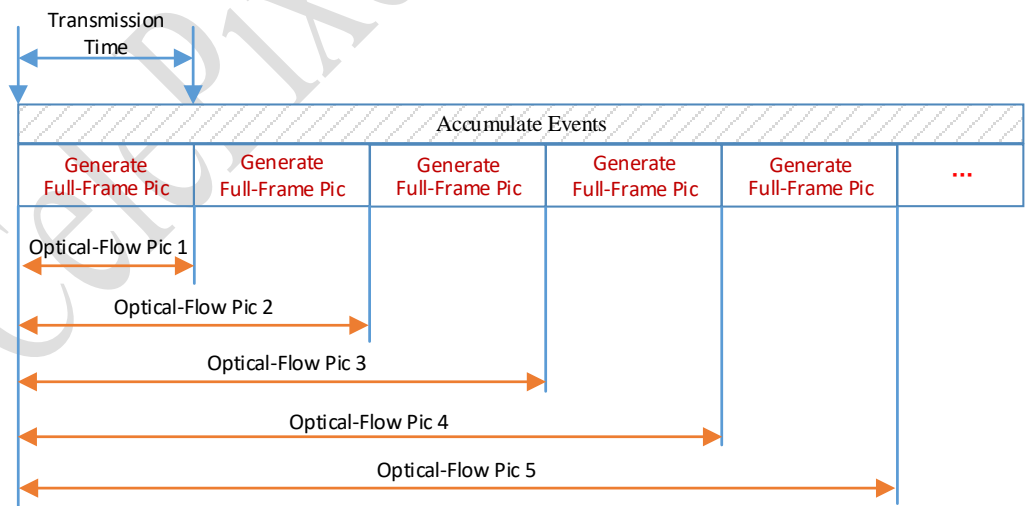 Transmission
Time
Accumulate Events
Generate
Full-Frame Pic
Generate
Full-Frame Pic
Generate
Full-Frame Pic
Generate
Full-Frame Pic
Generate
Full-Frame Pic
...
Optical-Flow Pic 1
Optical-Flow Pic 2
Optical-Flow Pic 3
Optical-Flow Pic 4
Optical-Flow Pic 5
CelePixel